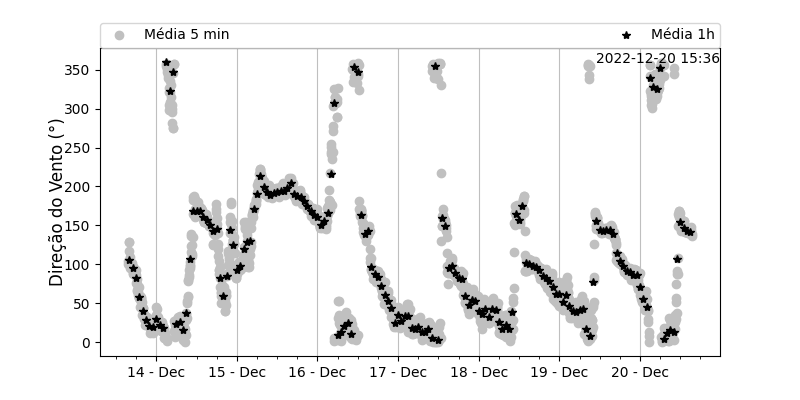 Média 5 min
Média 1h
2022-12-20 15:36
Direção do Vento (°)
350
300
250
200
150
100
50
0
14 - Dec
15 - Dec
16 - Dec
17 - Dec
18 - Dec
19 - Dec
20 - Dec